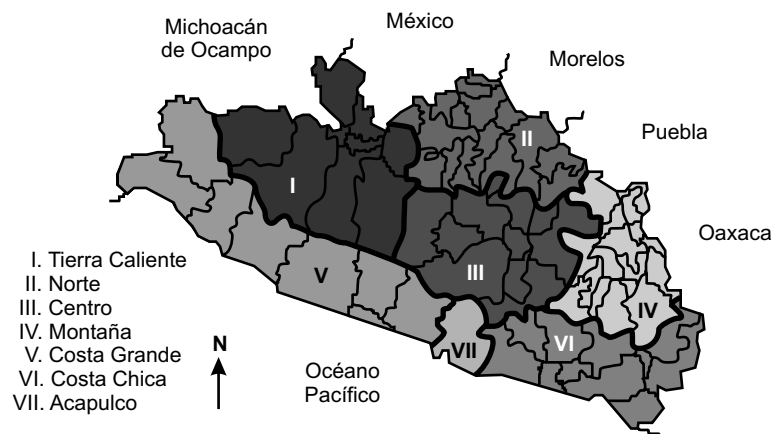 Michoacán
de Ocampo
México
Morelos
Puebla
Oaxaca
I
II
III
IV
V
VI
VII
I. Tierra Caliente
II. Norte
III. Centro
IV. Montaña
V. Costa Grande
VI. Costa Chica
VII. Acapulco
N
Océano
Pacífico